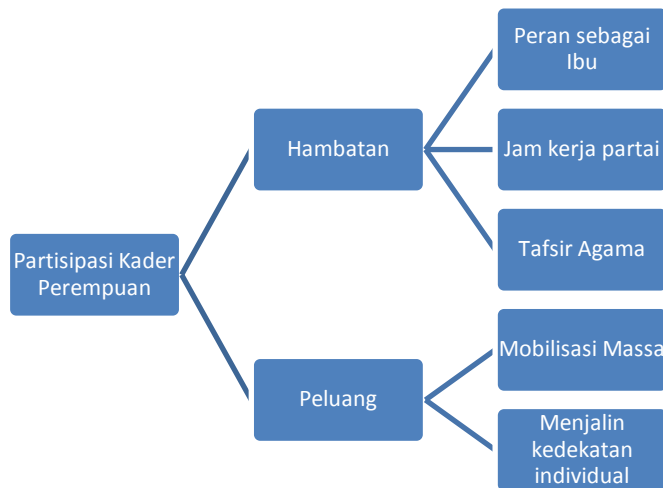 Partisipasi Kader
Perempuan
Hambatan
Peran sebagai
Ibu
Jam kerja partai
Tafsir Agama
Peluang
Mobilisasi Massa
Menjalin
kedekatan
individual